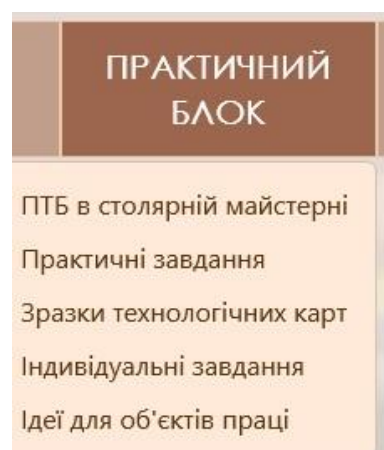 ПРАКТИЧНИЙ
БЛОК
ПТБ в столярній майстерні
Практичні завдання
Зразки технологічних карт
Індивідуальні завдання
Ідеї для об'єктів праці